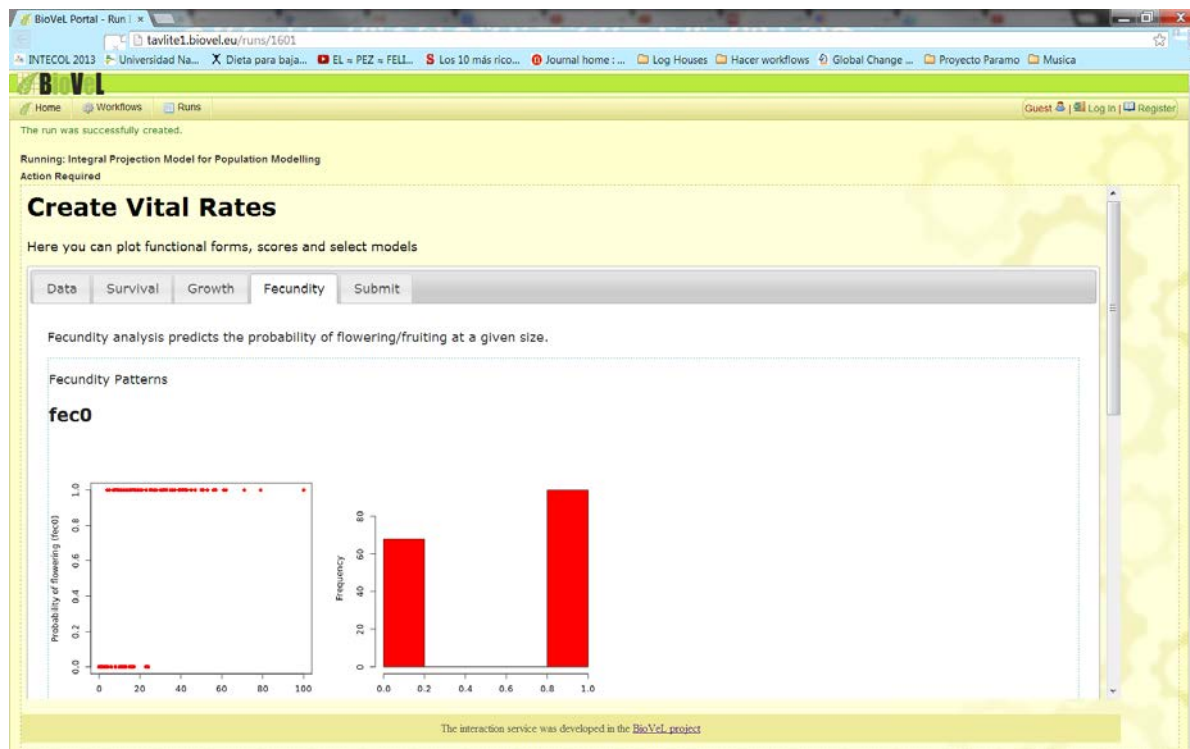 BioVeL Portal - Run |
tavlite1.biovel.eu/runs/1601
INTECOL 2013 Universidad Na... Dieta para baja... EL ≈ PEZ ≈ FELI... Los 10 más rico... Journal home : ... Log Houses Hacer workflows Global Change ... Proyecto Paramo Musica
BioVeL
Home Workflows Runs Guest | Log In | Register
The run was successfully created.
Running: Integral Projection Model for Population Modelling
Action Required
Create Vital Rates
Here you can plot functional forms, scores and select models
Data Survival Growth Fecundity Submit
Fecundity analysis predicts the probability of flowering/fruiting at a given size.
Fecundity Patterns
fec0
Probability of flowering (fec0)
0.0 0.2 0.4 0.6 0.8 1.0
0 20 40 60 80 100
Frequency
0 20 40 60 80
0.0 0.2 0.4 0.6 0.8 1.0
The interaction service was developed in the BioVeL project